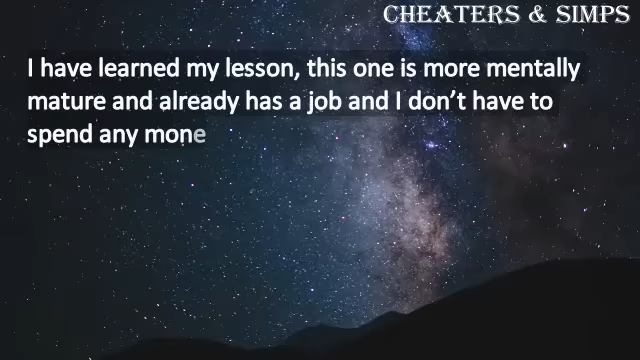 CHEATERS & SIMPS
I have learned my lesson, this one is more mentally
mature and already has a job and I don’t have to
spend any mone